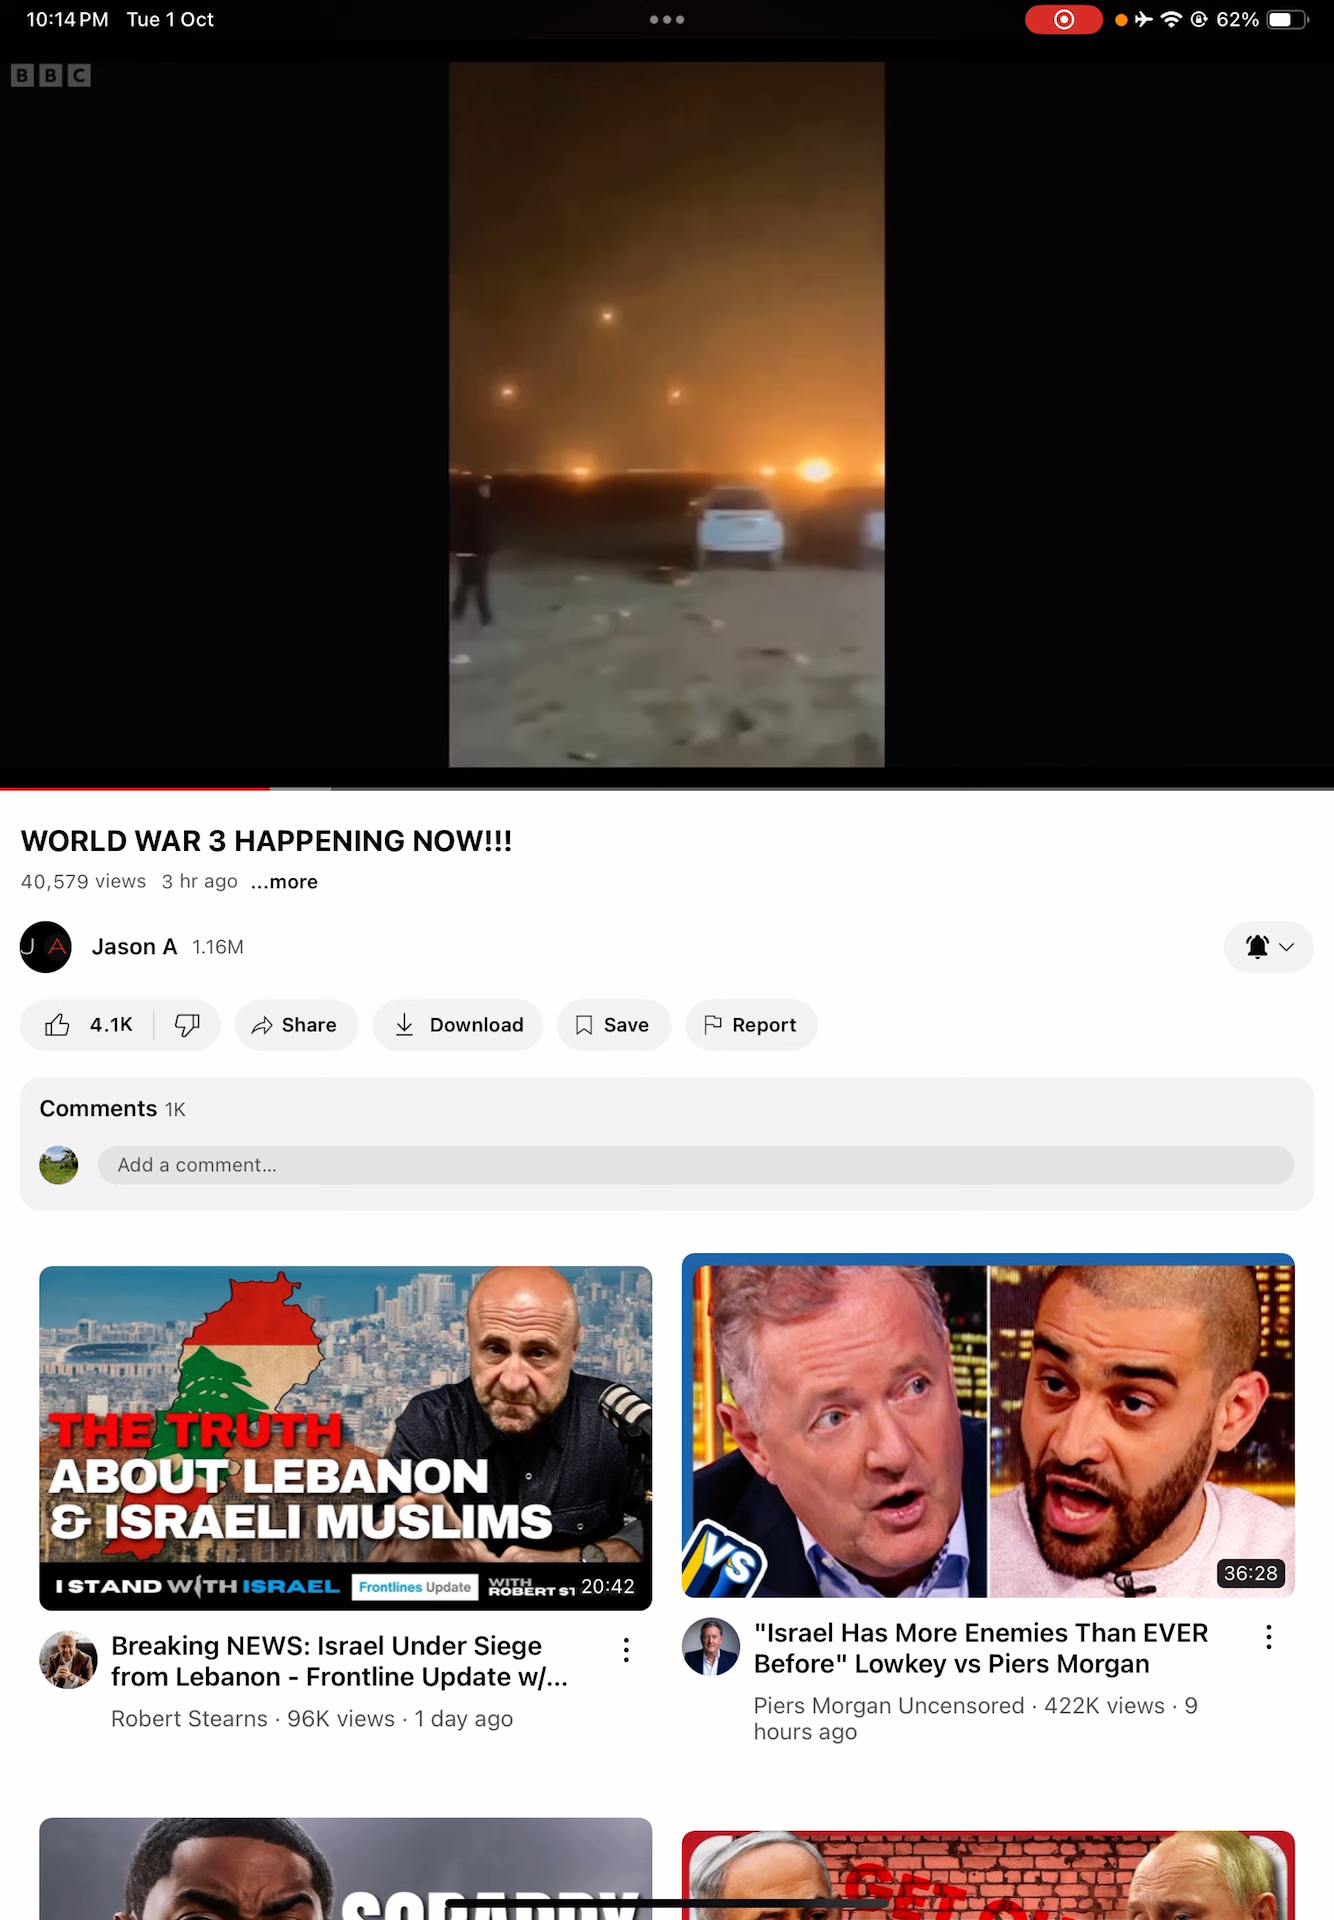 10:14 PM Tue 1 Oct
62%
BBC
WORLD WAR 3 HAPPENING NOW!!!
40,579 views 3 hr ago ...more
J A
Jason A 1.16M
4.1K
Share
Download
Save
Report
Comments 1K
Add a comment...
THE TRUTH
ABOUT LEBANON
& ISRAELI MUSLIMS
I STAND WITH ISRAEL
Frontlines Update
WITH
ROBERT ST
20:42
Breaking NEWS: Israel Under Siege
from Lebanon - Frontline Update w/...
Robert Stearns · 96K views · 1 day ago
VS
36:28
"Israel Has More Enemies Than EVER
Before" Lowkey vs Piers Morgan
Piers Morgan Uncensored · 422K views · 9
hours ago
GET